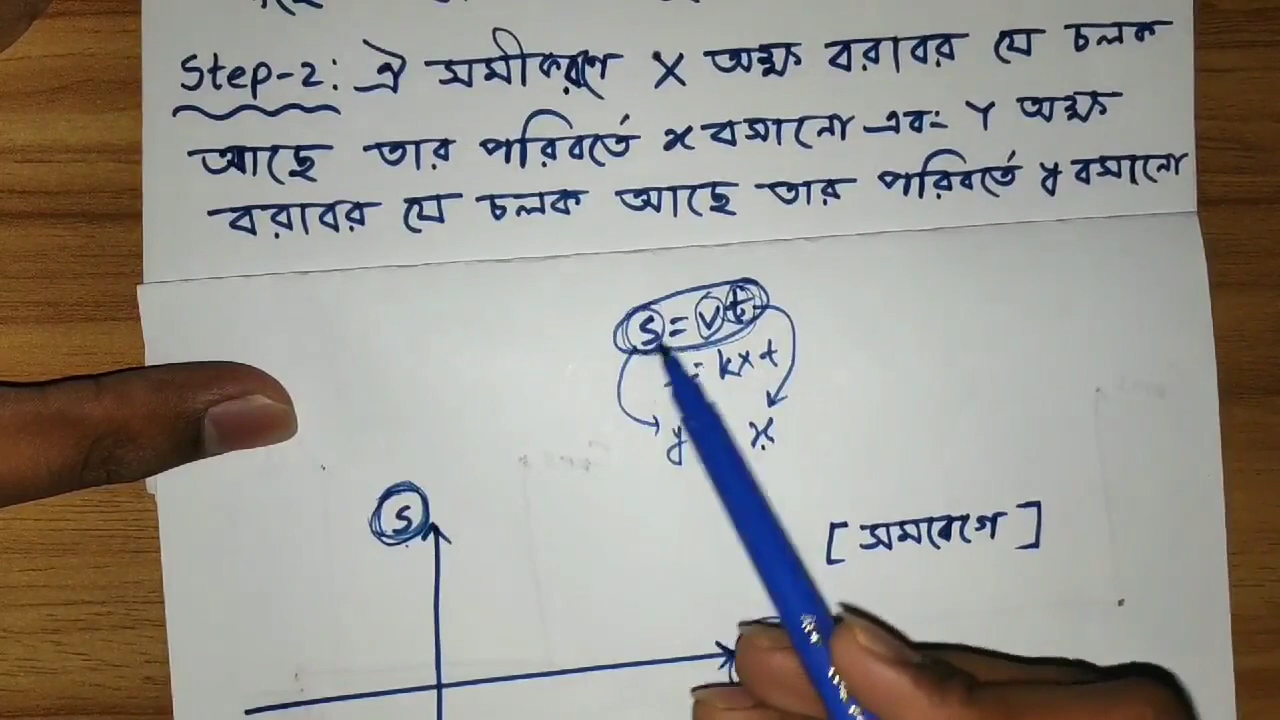 Step-2: ঐ সমীকরণে X অক্ষ বরাবর যে চলক
আছে তার পরিবর্তে x বসানো এবং Y অক্ষ
বরাবর যে চলক আছে তার পরিবর্তে y বসানো
s = vt
= k×t
y x
s
[সমবেগে]